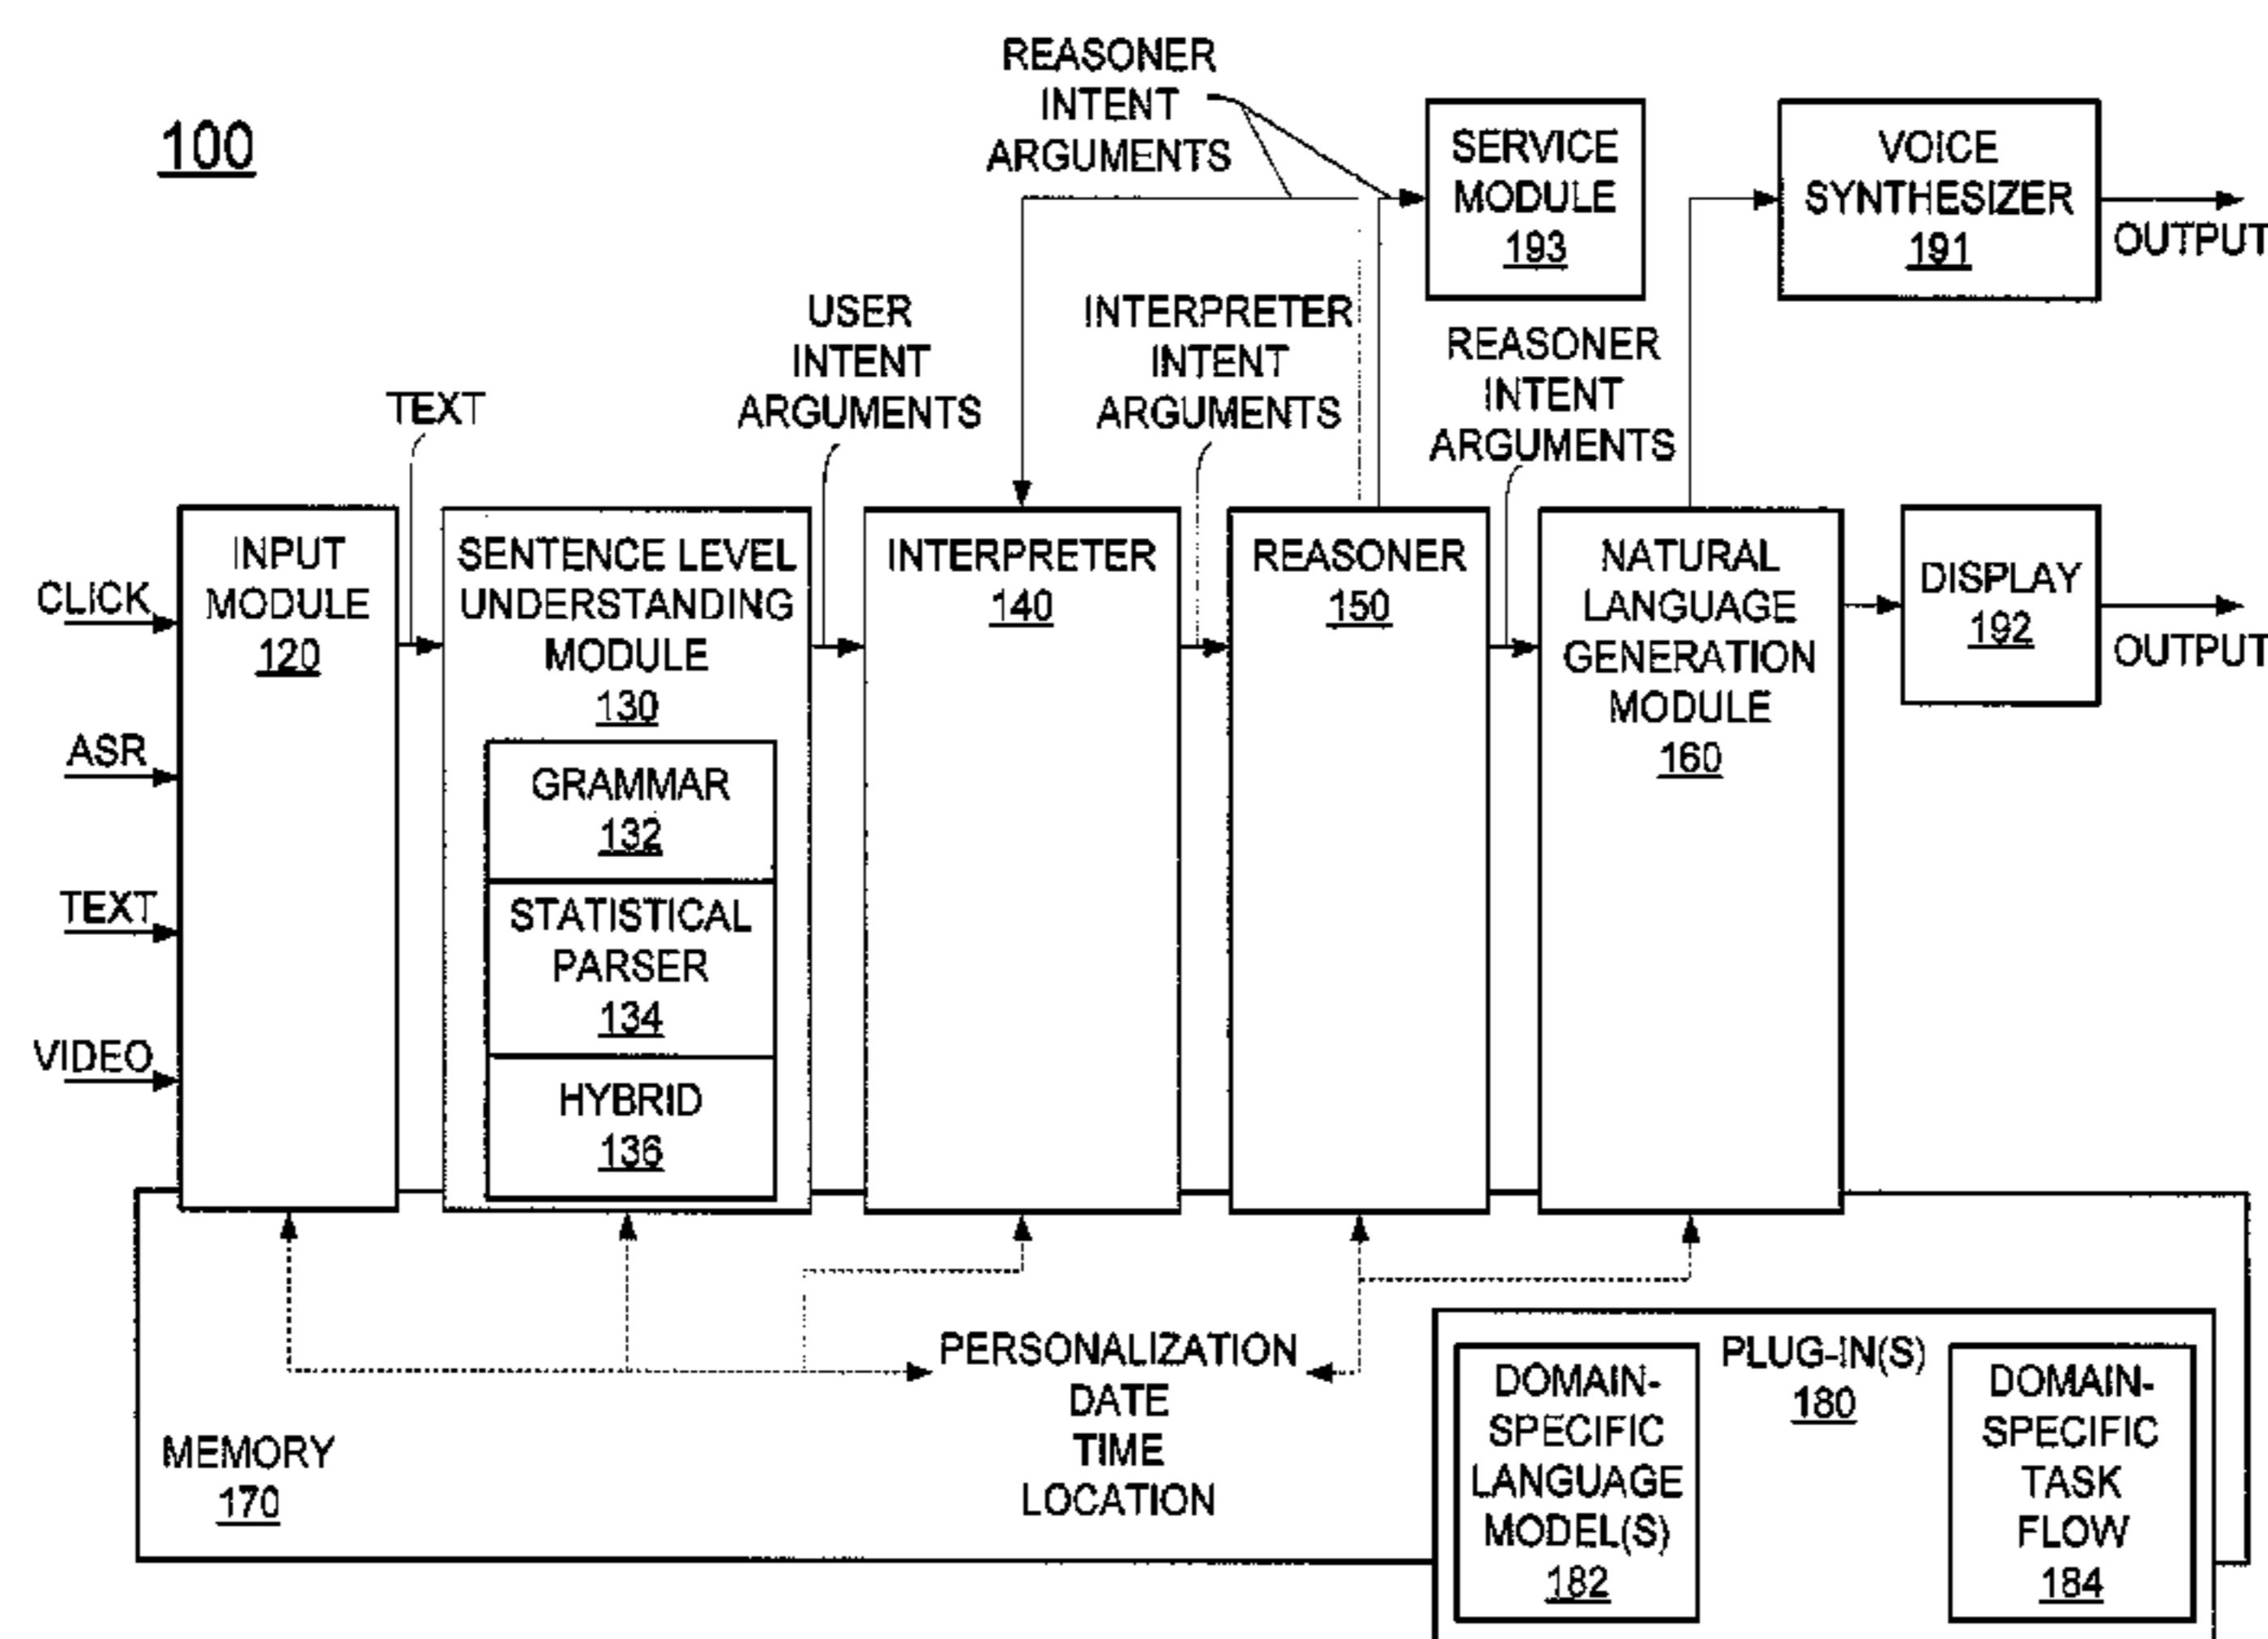 100
REASONER
INTENT
ARGUMENTS
SERVICE
MODULE
193
VOICE
SYNTHESIZER
191
OUTPUT
TEXT
USER
INTENT
ARGUMENTS
INTERPRETER
INTENT
ARGUMENTS
REASONER
INTENT
ARGUMENTS
CLICK
ASR
TEXT
VIDEO
INPUT
MODULE
120
SENTENCE LEVEL
UNDERSTANDING
MODULE
130
GRAMMAR
132
STATISTICAL
PARSER
134
HYBRID
136
INTERPRETER
140
REASONER
150
NATURAL
LANGUAGE
GENERATION
MODULE
160
DISPLAY
192
OUTPUT
MEMORY
170
PERSONALIZATION
DATE
TIME
LOCATION
PLUG-IN(S)
180
DOMAIN-
SPECIFIC
LANGUAGE
MODEL(S)
182
DOMAIN-
SPECIFIC
TASK
FLOW
184